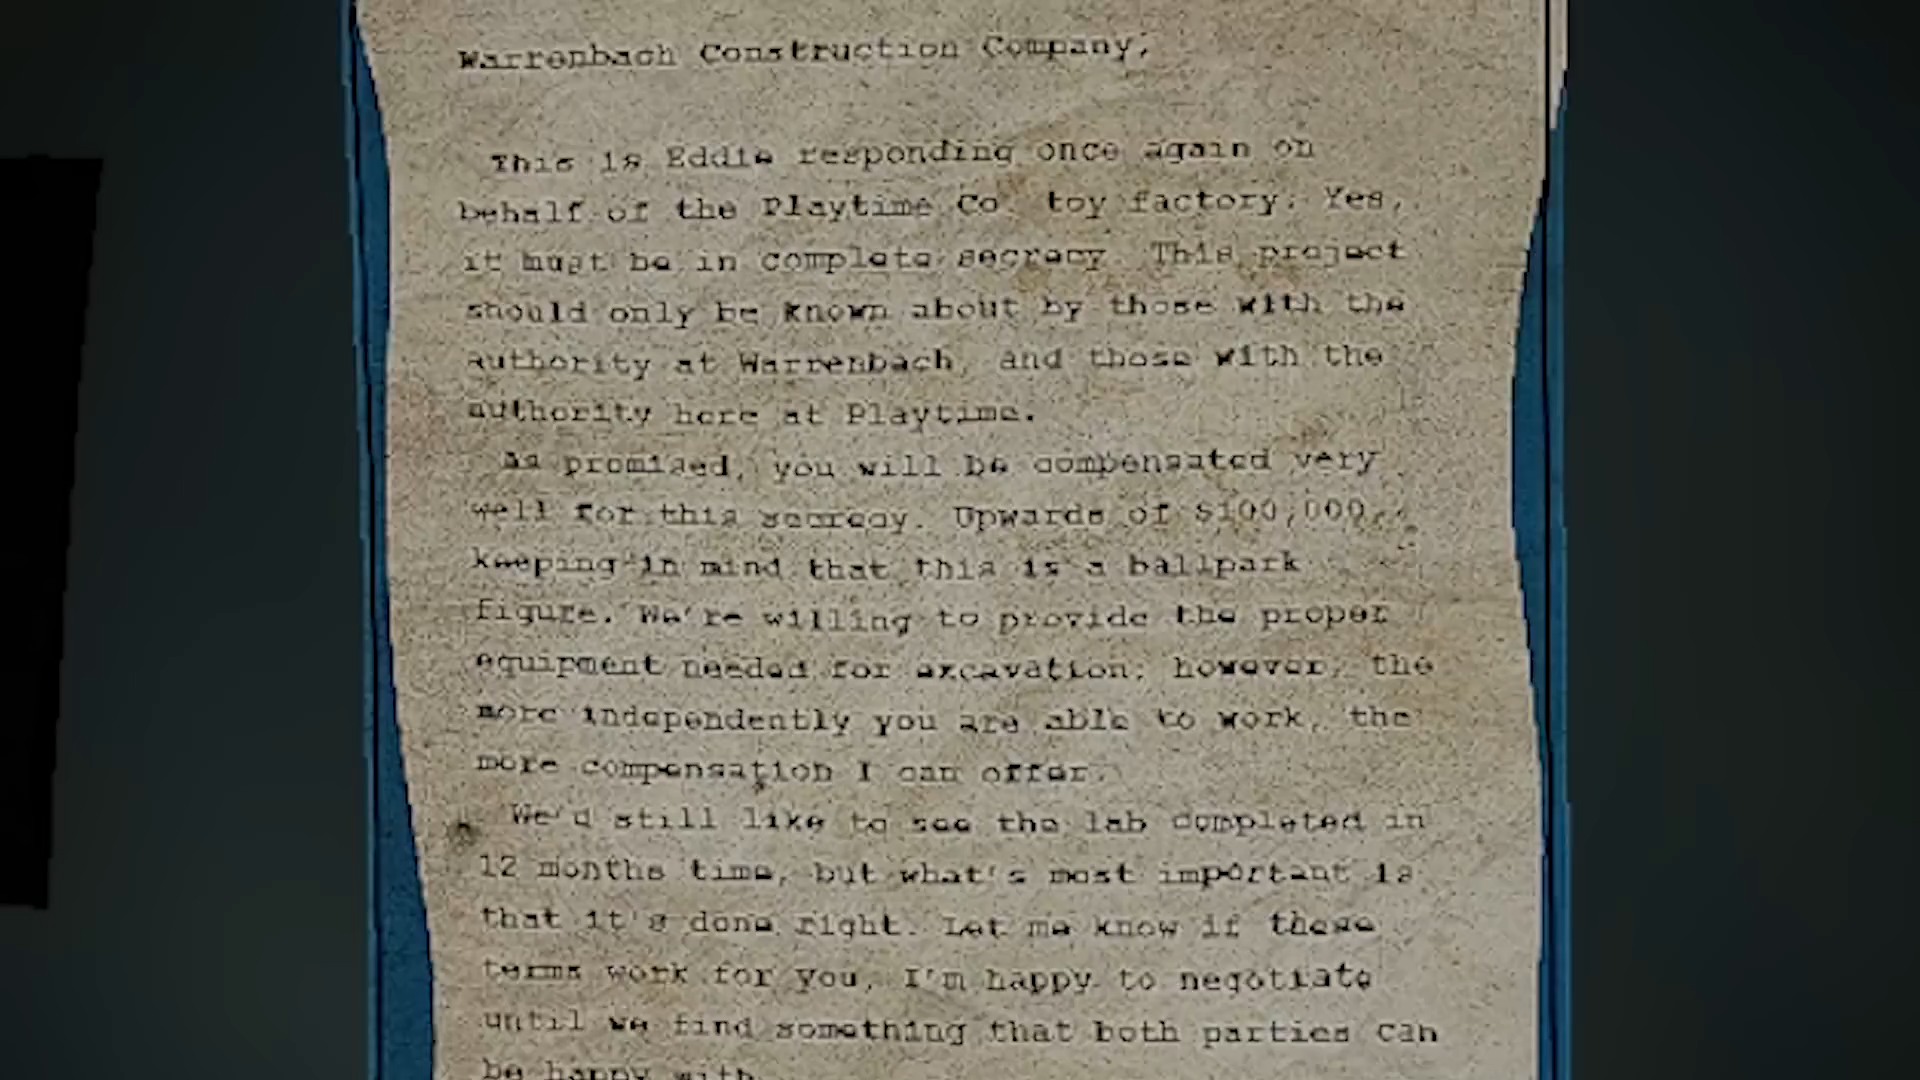 Warrenbach Construction Company,
This is Eddie responding once again on
behalf of the Playtime Co. toy factory. Yes,
it must be in complete secrecy. This project
should only be known about by those with the
authority at Warrenbach, and those with the
authority here at Playtime.
As promised, you will be compensated very
well for this secrecy. Upwards of $100,000,
keeping in mind that this is a ballpark
figure. We're willing to provide the proper
equipment needed for excavation; however, the
more independently you are able to work, the
more compensation I can offer.
We'd still like to see the lab completed in
12 months time, but what's most important is
that it's done right. Let me know if these
terms work for you, I'm happy to negotiate
until we find something that both parties can
be happy with.